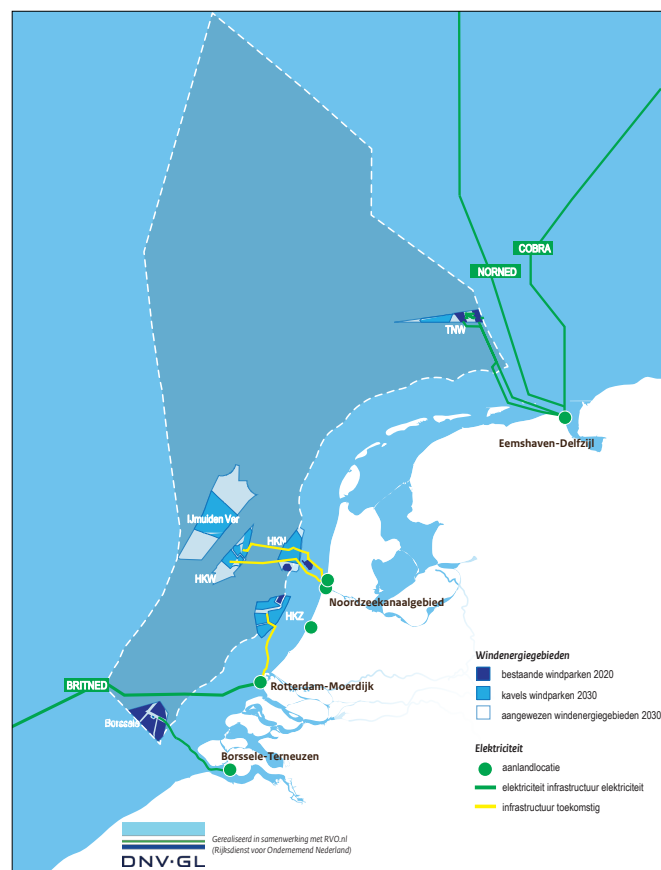 COBRA
NORNED
TNW
Eemshaven-Delfzijl
IJmuiden Ver
HKN
HKW
Noordzeekanaalgebied
HKZ
BRITNED
Rotterdam-Moerdijk
Borssele
Borssele-Terneuzen
Windenergiegebieden
bestaande windparken 2020
kavels windparken 2030
aangewezen windenergiegebieden 2030
Elektriciteit
aanlandlocatie
elektriciteit infrastructuur elektriciteit
infrastructuur toekomstig
Gerealiseerd in samenwerking met RVO.nl
(Rijksdienst voor Ondernemend Nederland)
DNV·GL